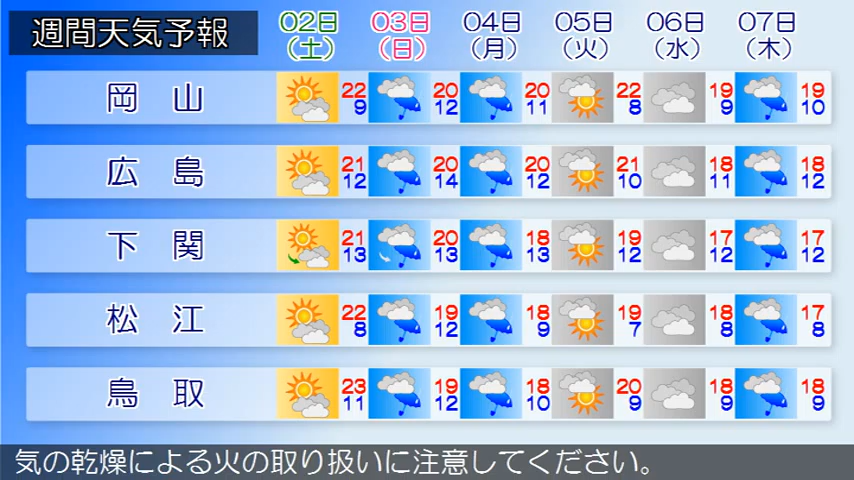 週間天気予報
02日 03日 04日 05日 06日 07日
(土) (日) (月) (火) (水) (木)
岡山 22 9 20 12 20 11 22 8 19 9 19 10
広島 21 12 20 14 20 12 21 10 18 11 18 12
下関 21 13 20 13 18 13 19 12 17 12 17 12
松江 22 8 19 12 18 9 19 7 18 8 17 8
鳥取 23 11 19 12 18 10 20 9 18 9 18 9
気の乾燥による火の取り扱いに注意してください。